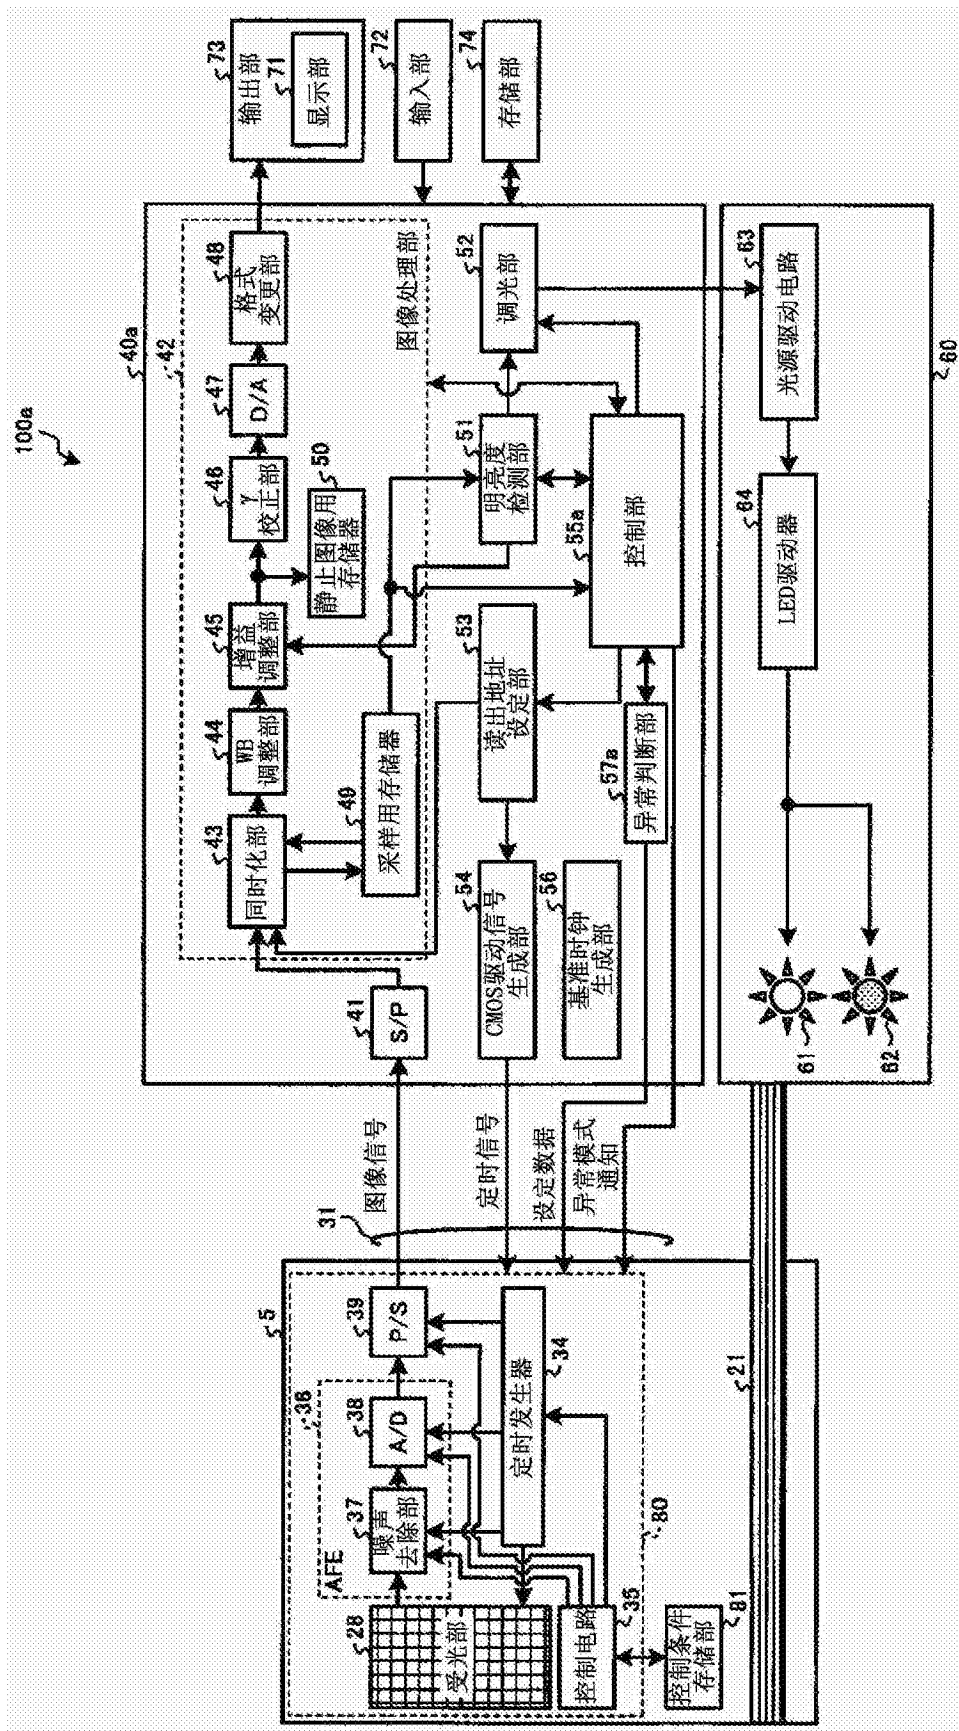 100a
40a
42
43
同时化部
44
WB
调整部
45
增益
调整部
46
γ
校正部
47
D/A
48
格式
变更部
73
输出部
71
显示部
72
输入部
74
存储部
49
采样用存储器
50
静止图像用
存储器
图像处理部
41
S/P
51
明亮度
检测部
52
调光部
53
读出地址
设定部
54
CMOS驱动信号
生成部
55a
控制部
56
基准时钟
生成部
57a
异常判断部
图像信号
31
定时信号
设定数据
异常模式
通知
5
36
AFE
28
受光部
37
噪声
去除部
38
A/D
39
P/S
34
定时发生器
35
控制电路
80
81
控制条件
存储部
21
60
63
光源驱动电路
64
LED驱动器
61
62